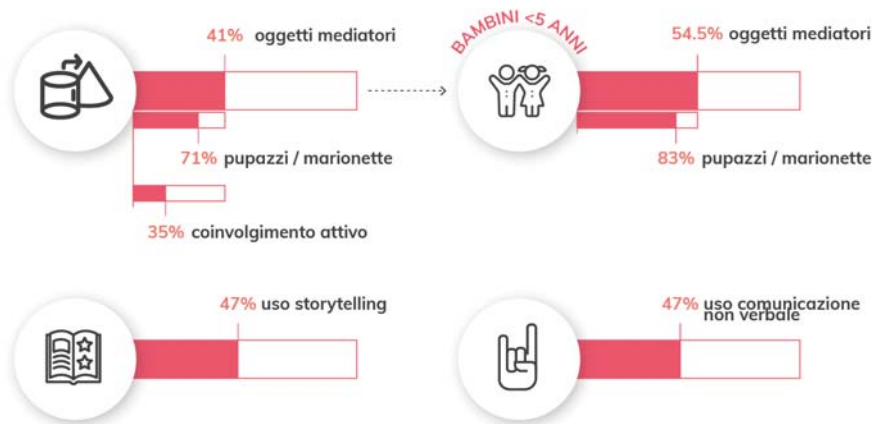 41% oggetti mediatori
71% pupazzi / marionette
35% coinvolgimento attivo
BAMBINI <5 ANNI
54.5% oggetti mediatori
83% pupazzi / marionette
47% uso storytelling
47% uso comunicazione
non verbale